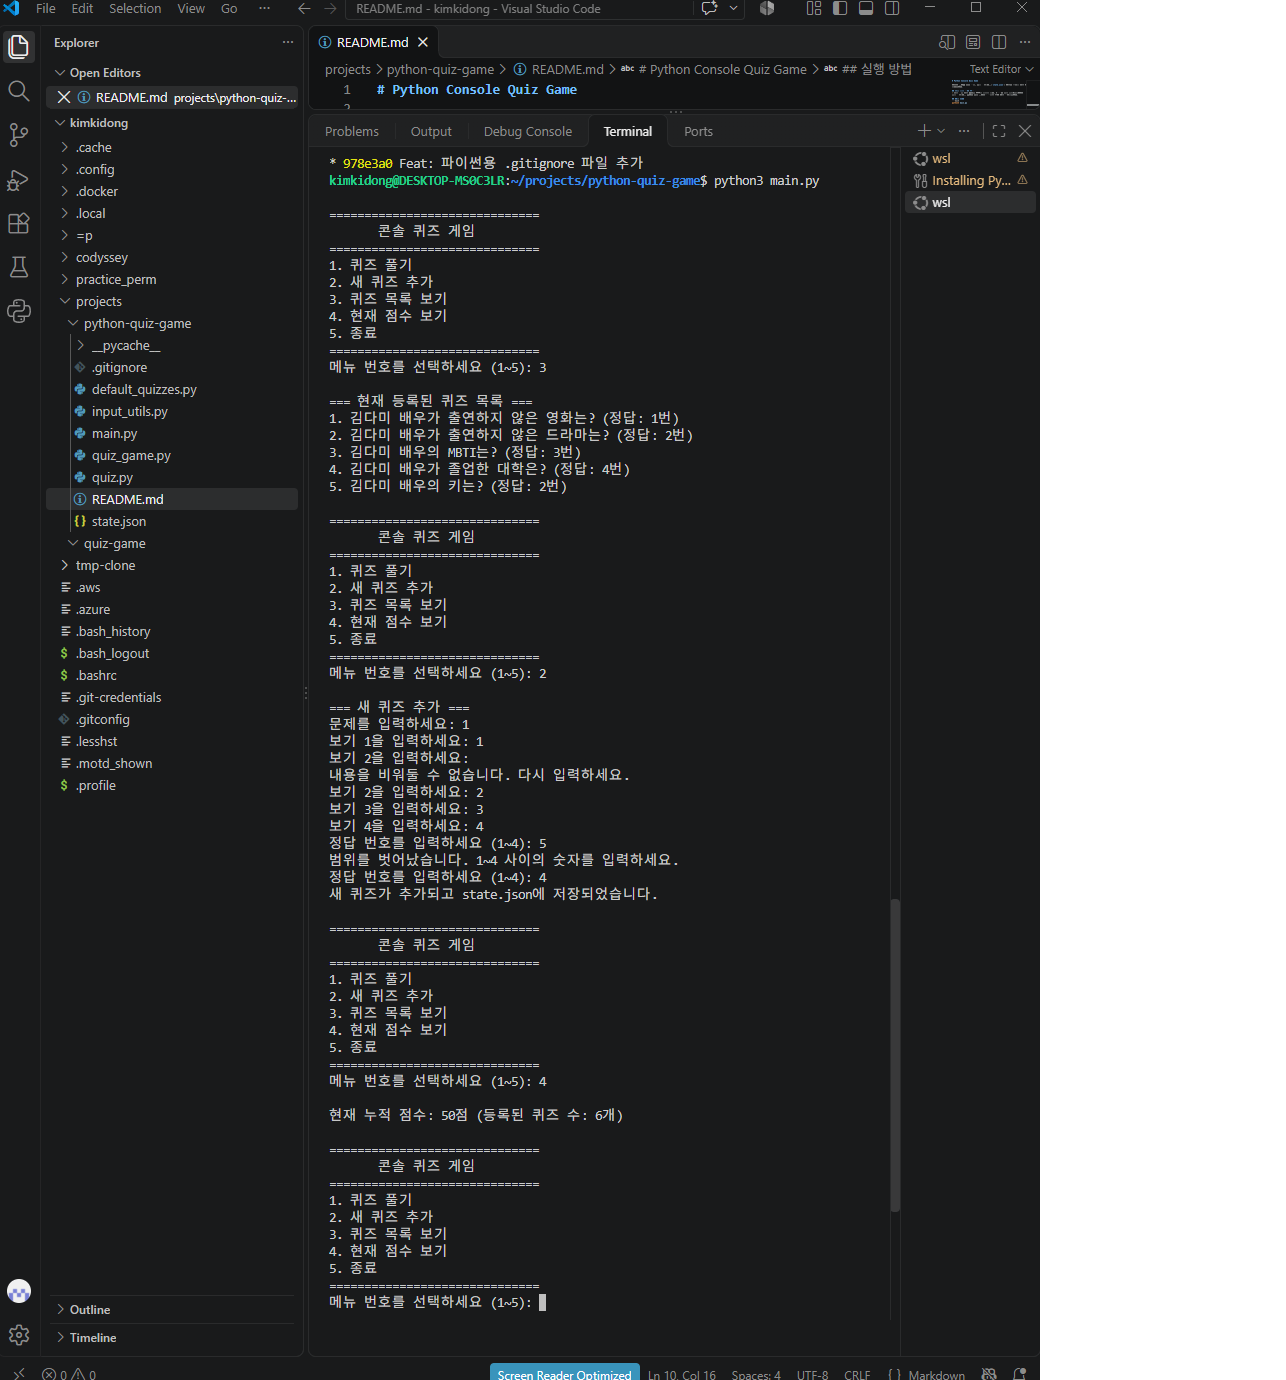 File Edit Selection View Go ··· README.md - kimkidong - Visual Studio Code
Explorer ···
Open Editors
README.md projects\python-quiz-...
kimkidong
.cache
.config
.docker
.local
=p
codyssey
practice_perm
projects
python-quiz-game
__pycache__
.gitignore
default_quizzes.py
input_utils.py
main.py
quiz_game.py
quiz.py
README.md
state.json
quiz-game
tmp-clone
.aws
.azure
.bash_history
.bash_logout
.bashrc
.git-credentials
.gitconfig
.lesshst
.motd_shown
.profile
Outline
Timeline
README.md
projects > python-quiz-game > README.md > # Python Console Quiz Game > ## 실행 방법
Text Editor
1 # Python Console Quiz Game
2
Problems Output Debug Console Terminal Ports
* 978e3a0 Feat: 파이썬용 .gitignore 파일 추가
kimkidong@DESKTOP-MS0C3LR:~/projects/python-quiz-game$ python3 main.py
==============================
콘솔 퀴즈 게임
==============================
1. 퀴즈 풀기
2. 새 퀴즈 추가
3. 퀴즈 목록 보기
4. 현재 점수 보기
5. 종료
==============================
메뉴 번호를 선택하세요 (1~5): 3
=== 현재 등록된 퀴즈 목록 ===
1. 김다미 배우가 출연하지 않은 영화는? (정답: 1번)
2. 김다미 배우가 출연하지 않은 드라마는? (정답: 2번)
3. 김다미 배우의 MBTI는? (정답: 3번)
4. 김다미 배우가 졸업한 대학은? (정답: 4번)
5. 김다미 배우의 키는? (정답: 2번)
==============================
콘솔 퀴즈 게임
==============================
1. 퀴즈 풀기
2. 새 퀴즈 추가
3. 퀴즈 목록 보기
4. 현재 점수 보기
5. 종료
==============================
메뉴 번호를 선택하세요 (1~5): 2
=== 새 퀴즈 추가 ===
문제를 입력하세요: 1
보기 1을 입력하세요: 1
보기 2을 입력하세요:
내용을 비워둘 수 없습니다. 다시 입력하세요.
보기 2을 입력하세요: 2
보기 3을 입력하세요: 3
보기 4을 입력하세요: 4
정답 번호를 입력하세요 (1~4): 5
범위를 벗어났습니다. 1~4 사이의 숫자를 입력하세요.
정답 번호를 입력하세요 (1~4): 4
새 퀴즈가 추가되고 state.json에 저장되었습니다.
==============================
콘솔 퀴즈 게임
==============================
1. 퀴즈 풀기
2. 새 퀴즈 추가
3. 퀴즈 목록 보기
4. 현재 점수 보기
5. 종료
==============================
메뉴 번호를 선택하세요 (1~5): 4
현재 누적 점수: 50점 (등록된 퀴즈 수: 6개)
==============================
콘솔 퀴즈 게임
==============================
1. 퀴즈 풀기
2. 새 퀴즈 추가
3. 퀴즈 목록 보기
4. 현재 점수 보기
5. 종료
==============================
메뉴 번호를 선택하세요 (1~5):
wsl
Installing Py...
wsl
0 0 Screen Reader Optimized Ln 10, Col 16 Spaces: 4 UTF-8 CRLF { } Markdown